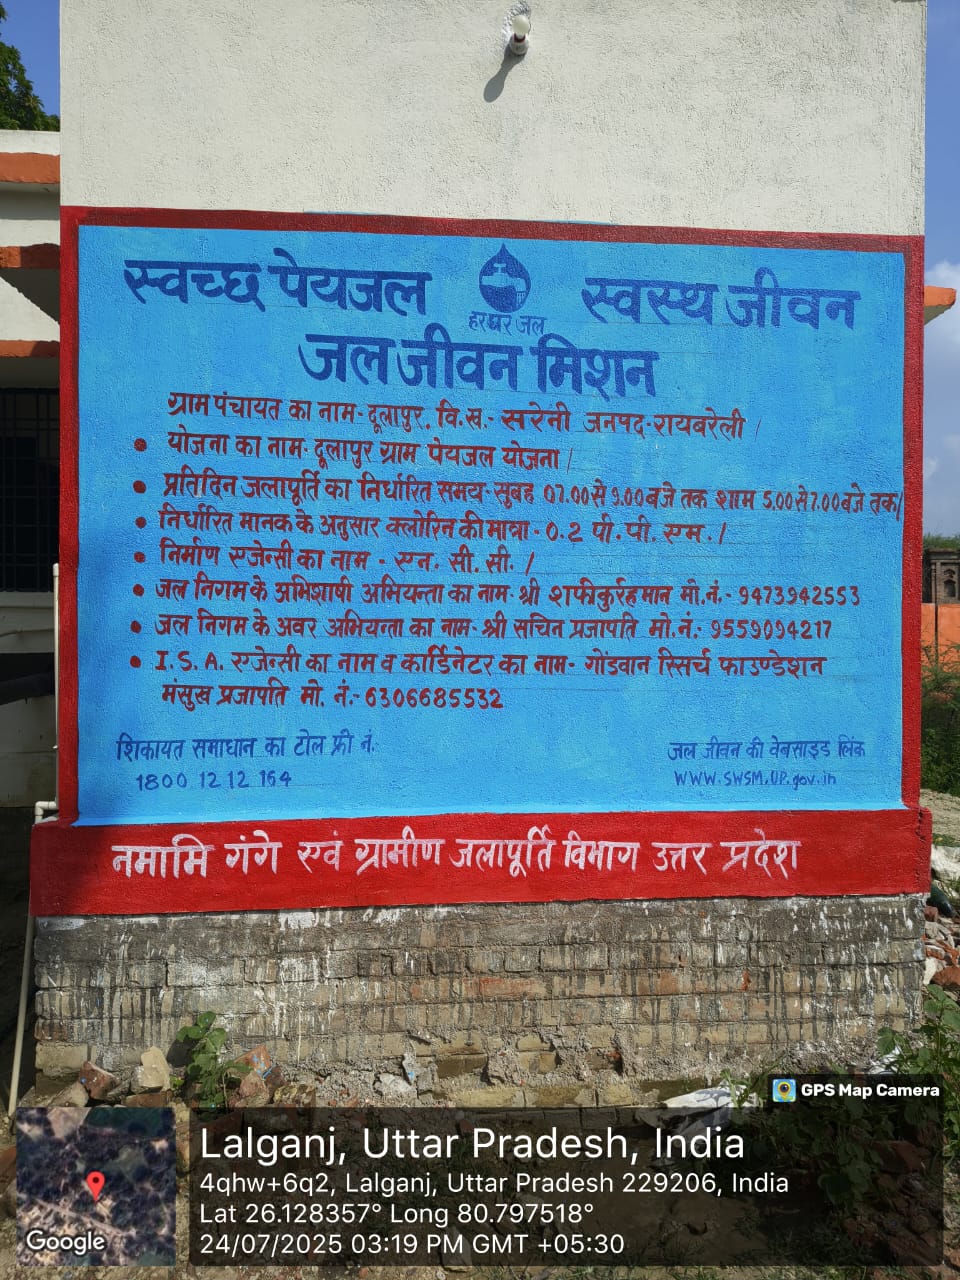 स्वच्छ पेयजल
हर घर जल
स्वस्थ जीवन
जल जीवन मिशन
ग्राम पंचायत का नाम- दूलापुर, वि.ख.- सरेनी जनपद-रायबरेली।
• योजना का नाम- दूलापुर ग्राम पेयजल योजना।
• प्रतिदिन जलापूर्ति का निर्धारित समय-सुबह 07.00 से 9.00 बजे तक शाम 5.00 से 7.00 बजे तक।
• निर्धारित मानक के अनुसार क्लोरिन की मात्रा - 0.2 पी. पी. एम.।
• निर्माण एजेन्सी का नाम - एन. सी. सी.।
• जल निगम के अभिशाषी अभियन्ता का नाम- श्री शफीकुर्रहमान मो.नं.- 9473942553
• जल निगम के अवर अभियन्ता का नाम-श्री सचिन प्रजापति मो.नं.- 9559094217
• I.S.A. एजेन्सी का नाम व कार्डिनेटर का नाम- गोंडवान रिसर्च फाउण्डेशन
मंसुख प्रजापति मो. नं.- 6306685532
शिकायत समाधान का टोल फ्री नं.-
1800 12 12 164
जल जीवन की वेबसाइड लिंक
www.swsm.up.gov.in
नमामि गंगे एवं ग्रामीण जलापूर्ति विभाग उत्तर प्रदेश
GPS Map Camera
Lalganj, Uttar Pradesh, India
4qhw+6q2, Lalganj, Uttar Pradesh 229206, India
Lat 26.128357° Long 80.797518°
24/07/2025 03:19 PM GMT +05:30
Google